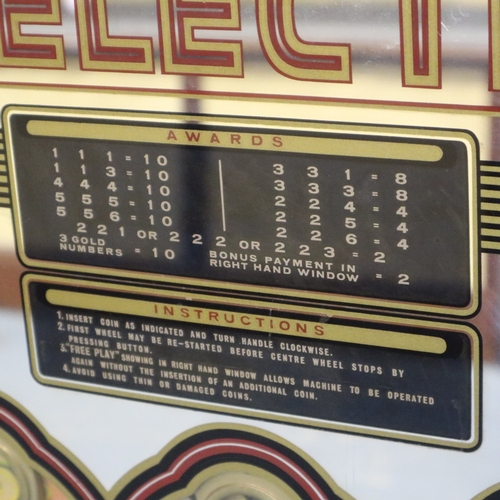 ELECT
AWARDS
1 1 1 = 10 3 3 1 = 8
1 1 3 = 10 3 3 3 = 8
4 4 4 = 10 2 2 4 = 4
5 5 5 = 10 2 2 5 = 4
5 5 6 = 10 2 2 6 = 4
2 2 1 OR 2 2 2 OR 2 2 3 = 2
3 GOLD
NUMBERS = 10
BONUS PAYMENT IN
RIGHT HAND WINDOW = 2
INSTRUCTIONS
1. INSERT COIN AS INDICATED AND TURN HANDLE CLOCKWISE.
2. FIRST WHEEL MAY BE RE-STARTED BEFORE CENTRE WHEEL STOPS BY
PRESSING BUTTON.
3. "FREE PLAY" SHOWING IN RIGHT HAND WINDOW ALLOWS MACHINE TO BE OPERATED
AGAIN WITHOUT THE INSERTION OF AN ADDITIONAL COIN.
4. AVOID USING THIN OR DAMAGED COINS.